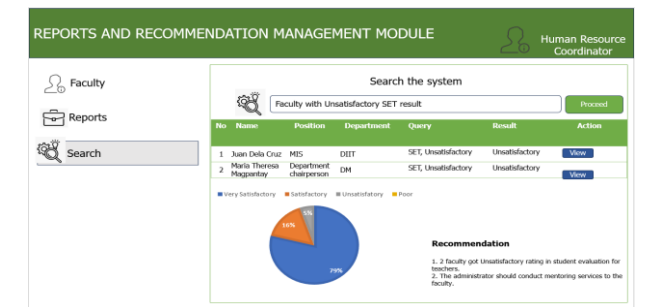 REPORTS AND RECOMMENDATION MANAGEMENT MODULE
Human Resource
Coordinator
Faculty
Reports
Search
Search the system
Faculty with Unsatisfactory SET result
Proceed
No Name Position Department Query Result Action
1 Juan Dela Cruz MIS DIIT SET, Unsatisfactory Unsatisfactory View
2 Maria Theresa Magpantay Department chairperson DM SET, Unsatisfactory Unsatisfactory View
Very Satisfactory Satisfactory Unsatisfatory Poor
5%
16%
79%
Recommendation
1. 2 faculty got Unsatisfactory rating in student evaluation for
teachers.
2. The administrator should conduct mentoring services to the
faculty.